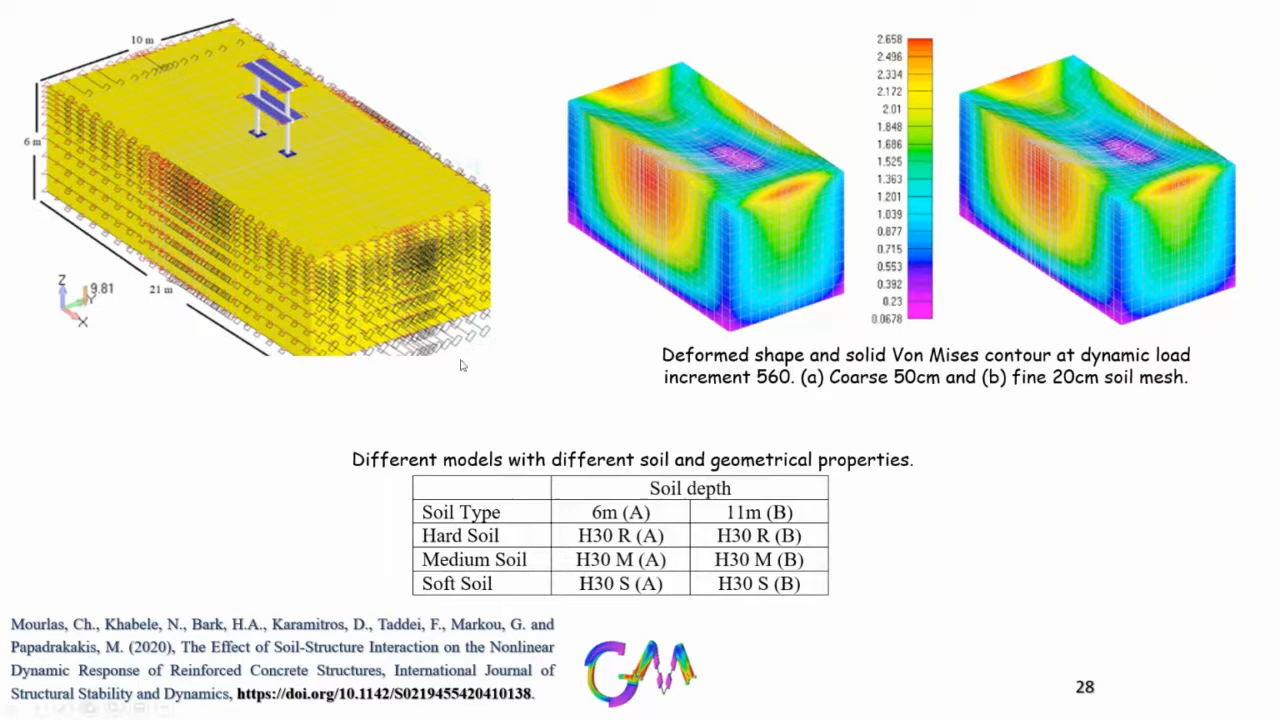 10 m
6 m
21 m
Z
9.81
Y
X
2.658
2.496
2.334
2.172
2.01
1.848
1.686
1.525
1.363
1.201
1.039
0.877
0.715
0.553
0.392
0.23
0.0678
Deformed shape and solid Von Mises contour at dynamic load
increment 560. (a) Coarse 50cm and (b) fine 20cm soil mesh.
Different models with different soil and geometrical properties.
Soil depth
Soil Type 6m (A) 11m (B)
Hard Soil H30 R (A) H30 R (B)
Medium Soil H30 M (A) H30 M (B)
Soft Soil H30 S (A) H30 S (B)
Mourlas, Ch., Khabele, N., Bark, H.A., Karamitros, D., Taddei, F., Markou, G. and
Papadrakakis, M. (2020), The Effect of Soil-Structure Interaction on the Nonlinear
Dynamic Response of Reinforced Concrete Structures, International Journal of
Structural Stability and Dynamics, https://doi.org/10.1142/S0219455420410138.
GM
28